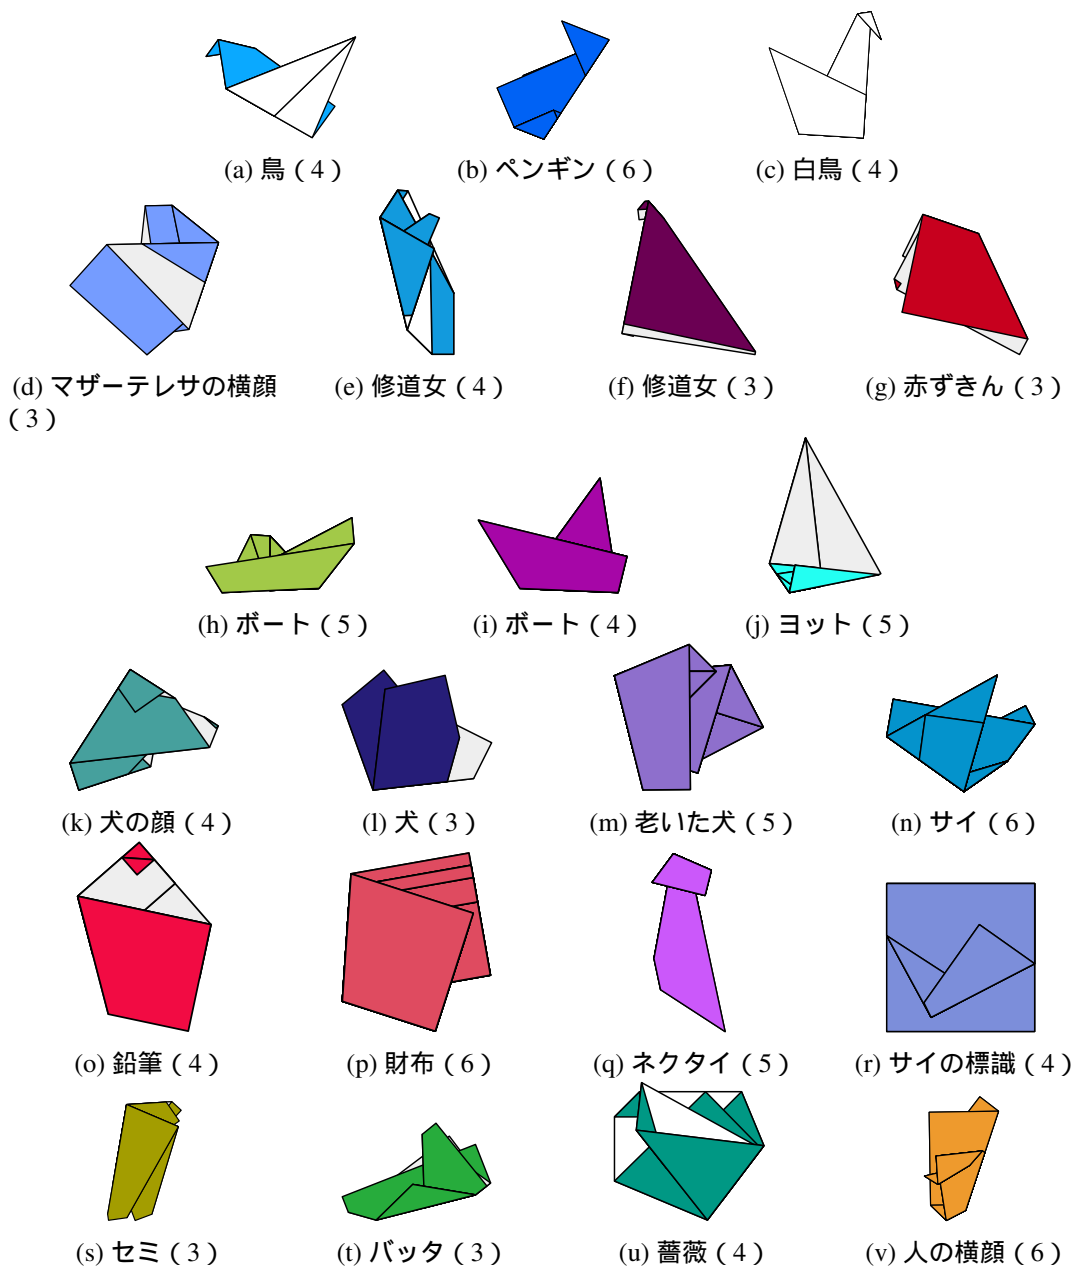 (a) 鳥（4）
(b) ペンギン（6）
(c) 白鳥（4）
(d) マザーテレサの横顔
（3）
(e) 修道女（4）
(f) 修道女（3）
(g) 赤ずきん（3）
(h) ボート（5）
(i) ボート（4）
(j) ヨット（5）
(k) 犬の顔（4）
(l) 犬（3）
(m) 老いた犬（5）
(n) サイ（6）
(o) 鉛筆（4）
(p) 財布（6）
(q) ネクタイ（5）
(r) サイの標識（4）
(s) セミ（3）
(t) バッタ（3）
(u) 薔薇（4）
(v) 人の横顔（6）